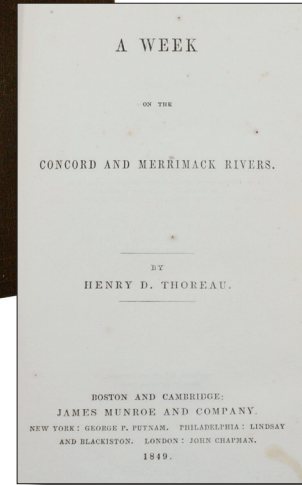 A WEEK
ON THE
CONCORD AND MERRIMACK RIVERS.
BY
HENRY D. THOREAU.
BOSTON AND CAMBRIDGE:
JAMES MUNROE AND COMPANY.
NEW YORK: GEORGE P. PUTNAM. PHILADELPHIA: LINDSAY
AND BLACKISTON. LONDON: JOHN CHAPMAN.
1849.